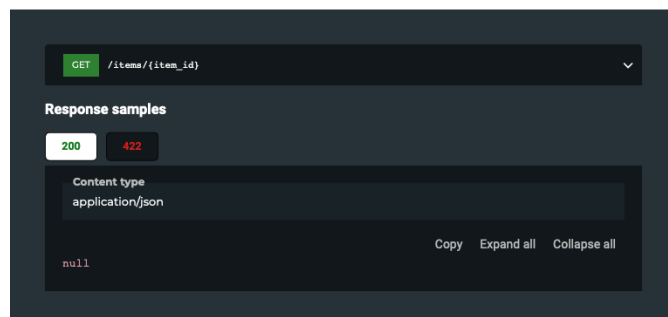 GET /items/{item_id}
Response samples
200 422
Content type
application/json
Copy Expand all Collapse all
null